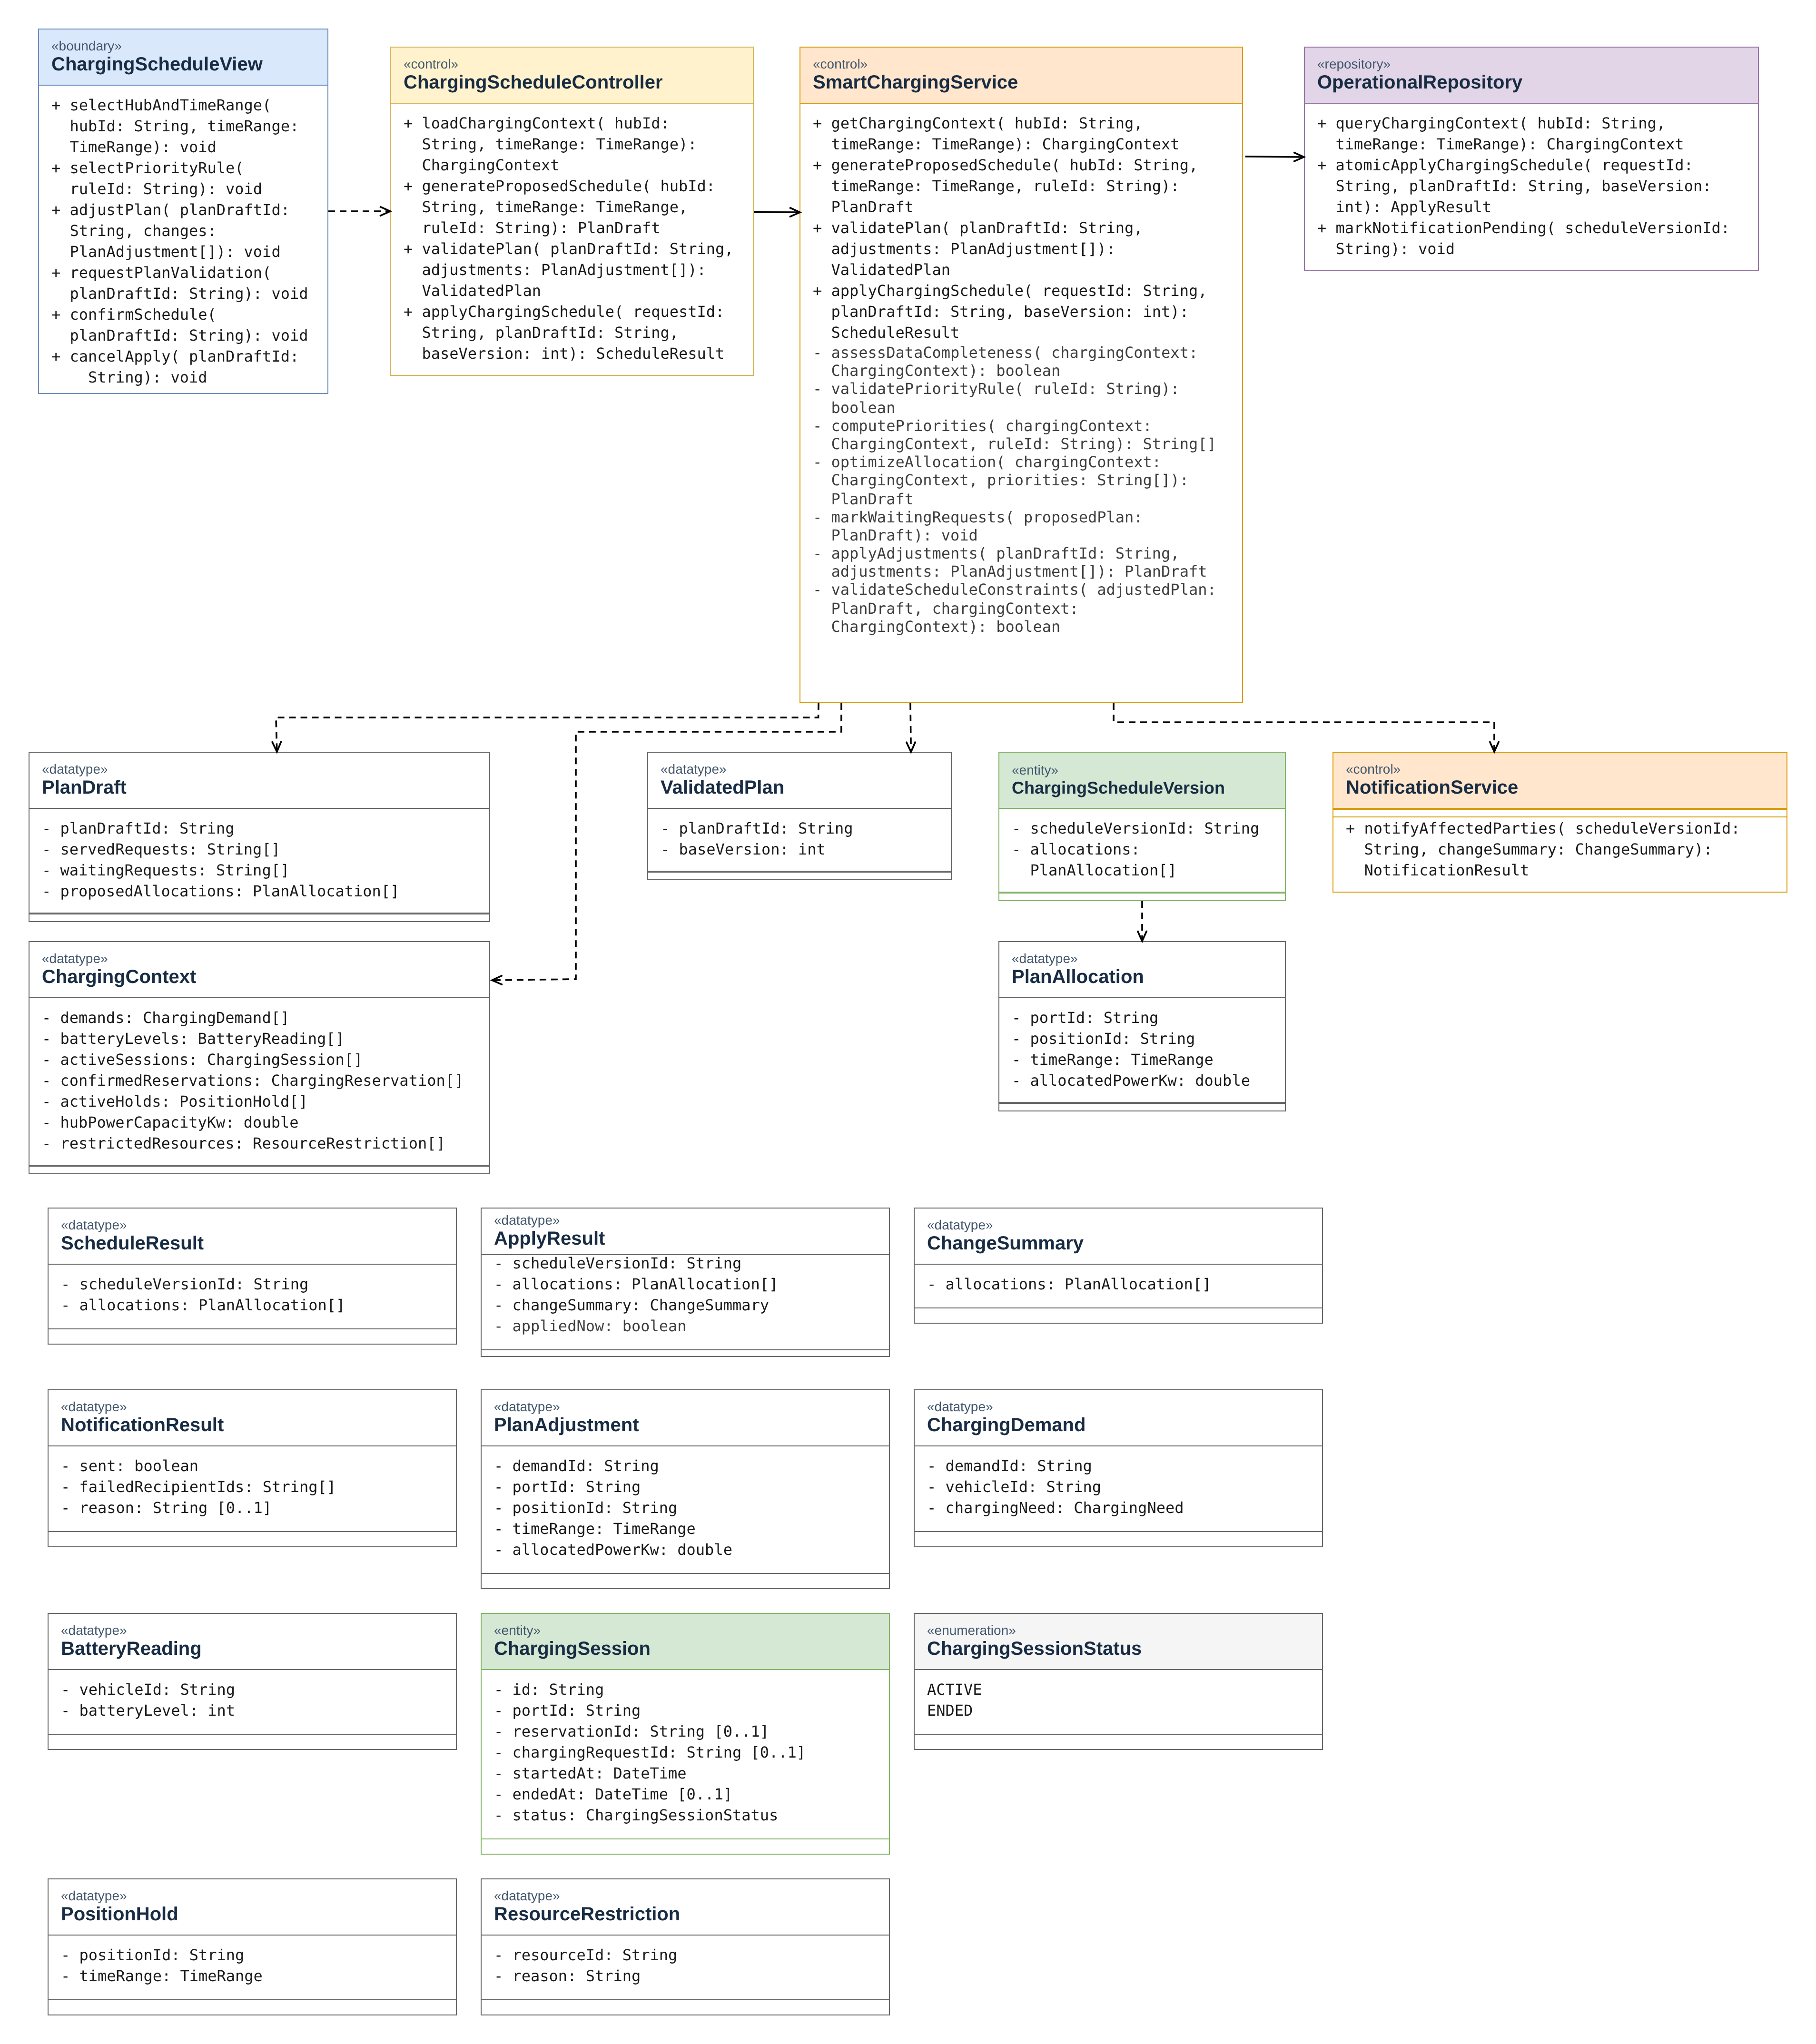 «boundary»
ChargingScheduleView
+ selectHubAndTimeRange(
hubId: String, timeRange:
TimeRange): void
+ selectPriorityRule(
ruleId: String): void
+ adjustPlan( planDraftId:
String, changes:
PlanAdjustment[]): void
+ requestPlanValidation(
planDraftId: String): void
+ confirmSchedule(
planDraftId: String): void
+ cancelApply( planDraftId:
String): void
«control»
ChargingScheduleController
+ loadChargingContext( hubId:
String, timeRange: TimeRange):
ChargingContext
+ generateProposedSchedule( hubId:
String, timeRange: TimeRange,
ruleId: String): PlanDraft
+ validatePlan( planDraftId: String,
adjustments: PlanAdjustment[]):
ValidatedPlan
+ applyChargingSchedule( requestId:
String, planDraftId: String,
baseVersion: int): ScheduleResult
«control»
SmartChargingService
+ getChargingContext( hubId: String,
timeRange: TimeRange): ChargingContext
+ generateProposedSchedule( hubId: String,
timeRange: TimeRange, ruleId: String):
PlanDraft
+ validatePlan( planDraftId: String,
adjustments: PlanAdjustment[]):
ValidatedPlan
+ applyChargingSchedule( requestId: String,
planDraftId: String, baseVersion: int):
ScheduleResult
- assessDataCompleteness( chargingContext:
ChargingContext): boolean
- validatePriorityRule( ruleId: String):
boolean
- computePriorities( chargingContext:
ChargingContext, ruleId: String): String[]
- optimizeAllocation( chargingContext:
ChargingContext, priorities: String[]):
PlanDraft
- markWaitingRequests( proposedPlan:
PlanDraft): void
- applyAdjustments( planDraftId: String,
adjustments: PlanAdjustment[]): PlanDraft
- validateScheduleConstraints( adjustedPlan:
PlanDraft, chargingContext:
ChargingContext): boolean
«repository»
OperationalRepository
+ queryChargingContext( hubId: String,
timeRange: TimeRange): ChargingContext
+ atomicApplyChargingSchedule( requestId:
String, planDraftId: String, baseVersion:
int): ApplyResult
+ markNotificationPending( scheduleVersionId:
String): void
«datatype»
PlanDraft
- planDraftId: String
- servedRequests: String[]
- waitingRequests: String[]
- proposedAllocations: PlanAllocation[]
«datatype»
ValidatedPlan
- planDraftId: String
- baseVersion: int
«entity»
ChargingScheduleVersion
- scheduleVersionId: String
- allocations:
PlanAllocation[]
«control»
NotificationService
+ notifyAffectedParties( scheduleVersionId:
String, changeSummary: ChangeSummary):
NotificationResult
«datatype»
ChargingContext
- demands: ChargingDemand[]
- batteryLevels: BatteryReading[]
- activeSessions: ChargingSession[]
- confirmedReservations: ChargingReservation[]
- activeHolds: PositionHold[]
- hubPowerCapacityKw: double
- restrictedResources: ResourceRestriction[]
«datatype»
PlanAllocation
- portId: String
- positionId: String
- timeRange: TimeRange
- allocatedPowerKw: double
«datatype»
ScheduleResult
- scheduleVersionId: String
- allocations: PlanAllocation[]
«datatype»
ApplyResult
- scheduleVersionId: String
- allocations: PlanAllocation[]
- changeSummary: ChangeSummary
- appliedNow: boolean
«datatype»
ChangeSummary
- allocations: PlanAllocation[]
«datatype»
NotificationResult
- sent: boolean
- failedRecipientIds: String[]
- reason: String [0..1]
«datatype»
PlanAdjustment
- demandId: String
- portId: String
- positionId: String
- timeRange: TimeRange
- allocatedPowerKw: double
«datatype»
ChargingDemand
- demandId: String
- vehicleId: String
- chargingNeed: ChargingNeed
«datatype»
BatteryReading
- vehicleId: String
- batteryLevel: int
«entity»
ChargingSession
- id: String
- portId: String
- reservationId: String [0..1]
- chargingRequestId: String [0..1]
- startedAt: DateTime
- endedAt: DateTime [0..1]
- status: ChargingSessionStatus
«enumeration»
ChargingSessionStatus
ACTIVE
ENDED
«datatype»
PositionHold
- positionId: String
- timeRange: TimeRange
«datatype»
ResourceRestriction
- resourceId: String
- reason: String